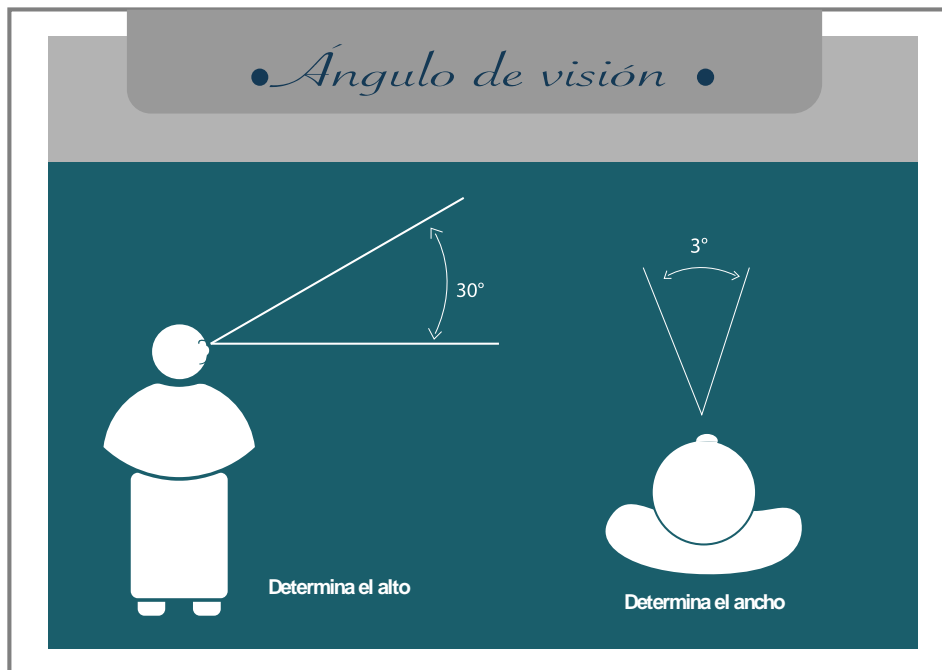 • Ángulo de visión •
30°
3°
Determina el alto
Determina el ancho